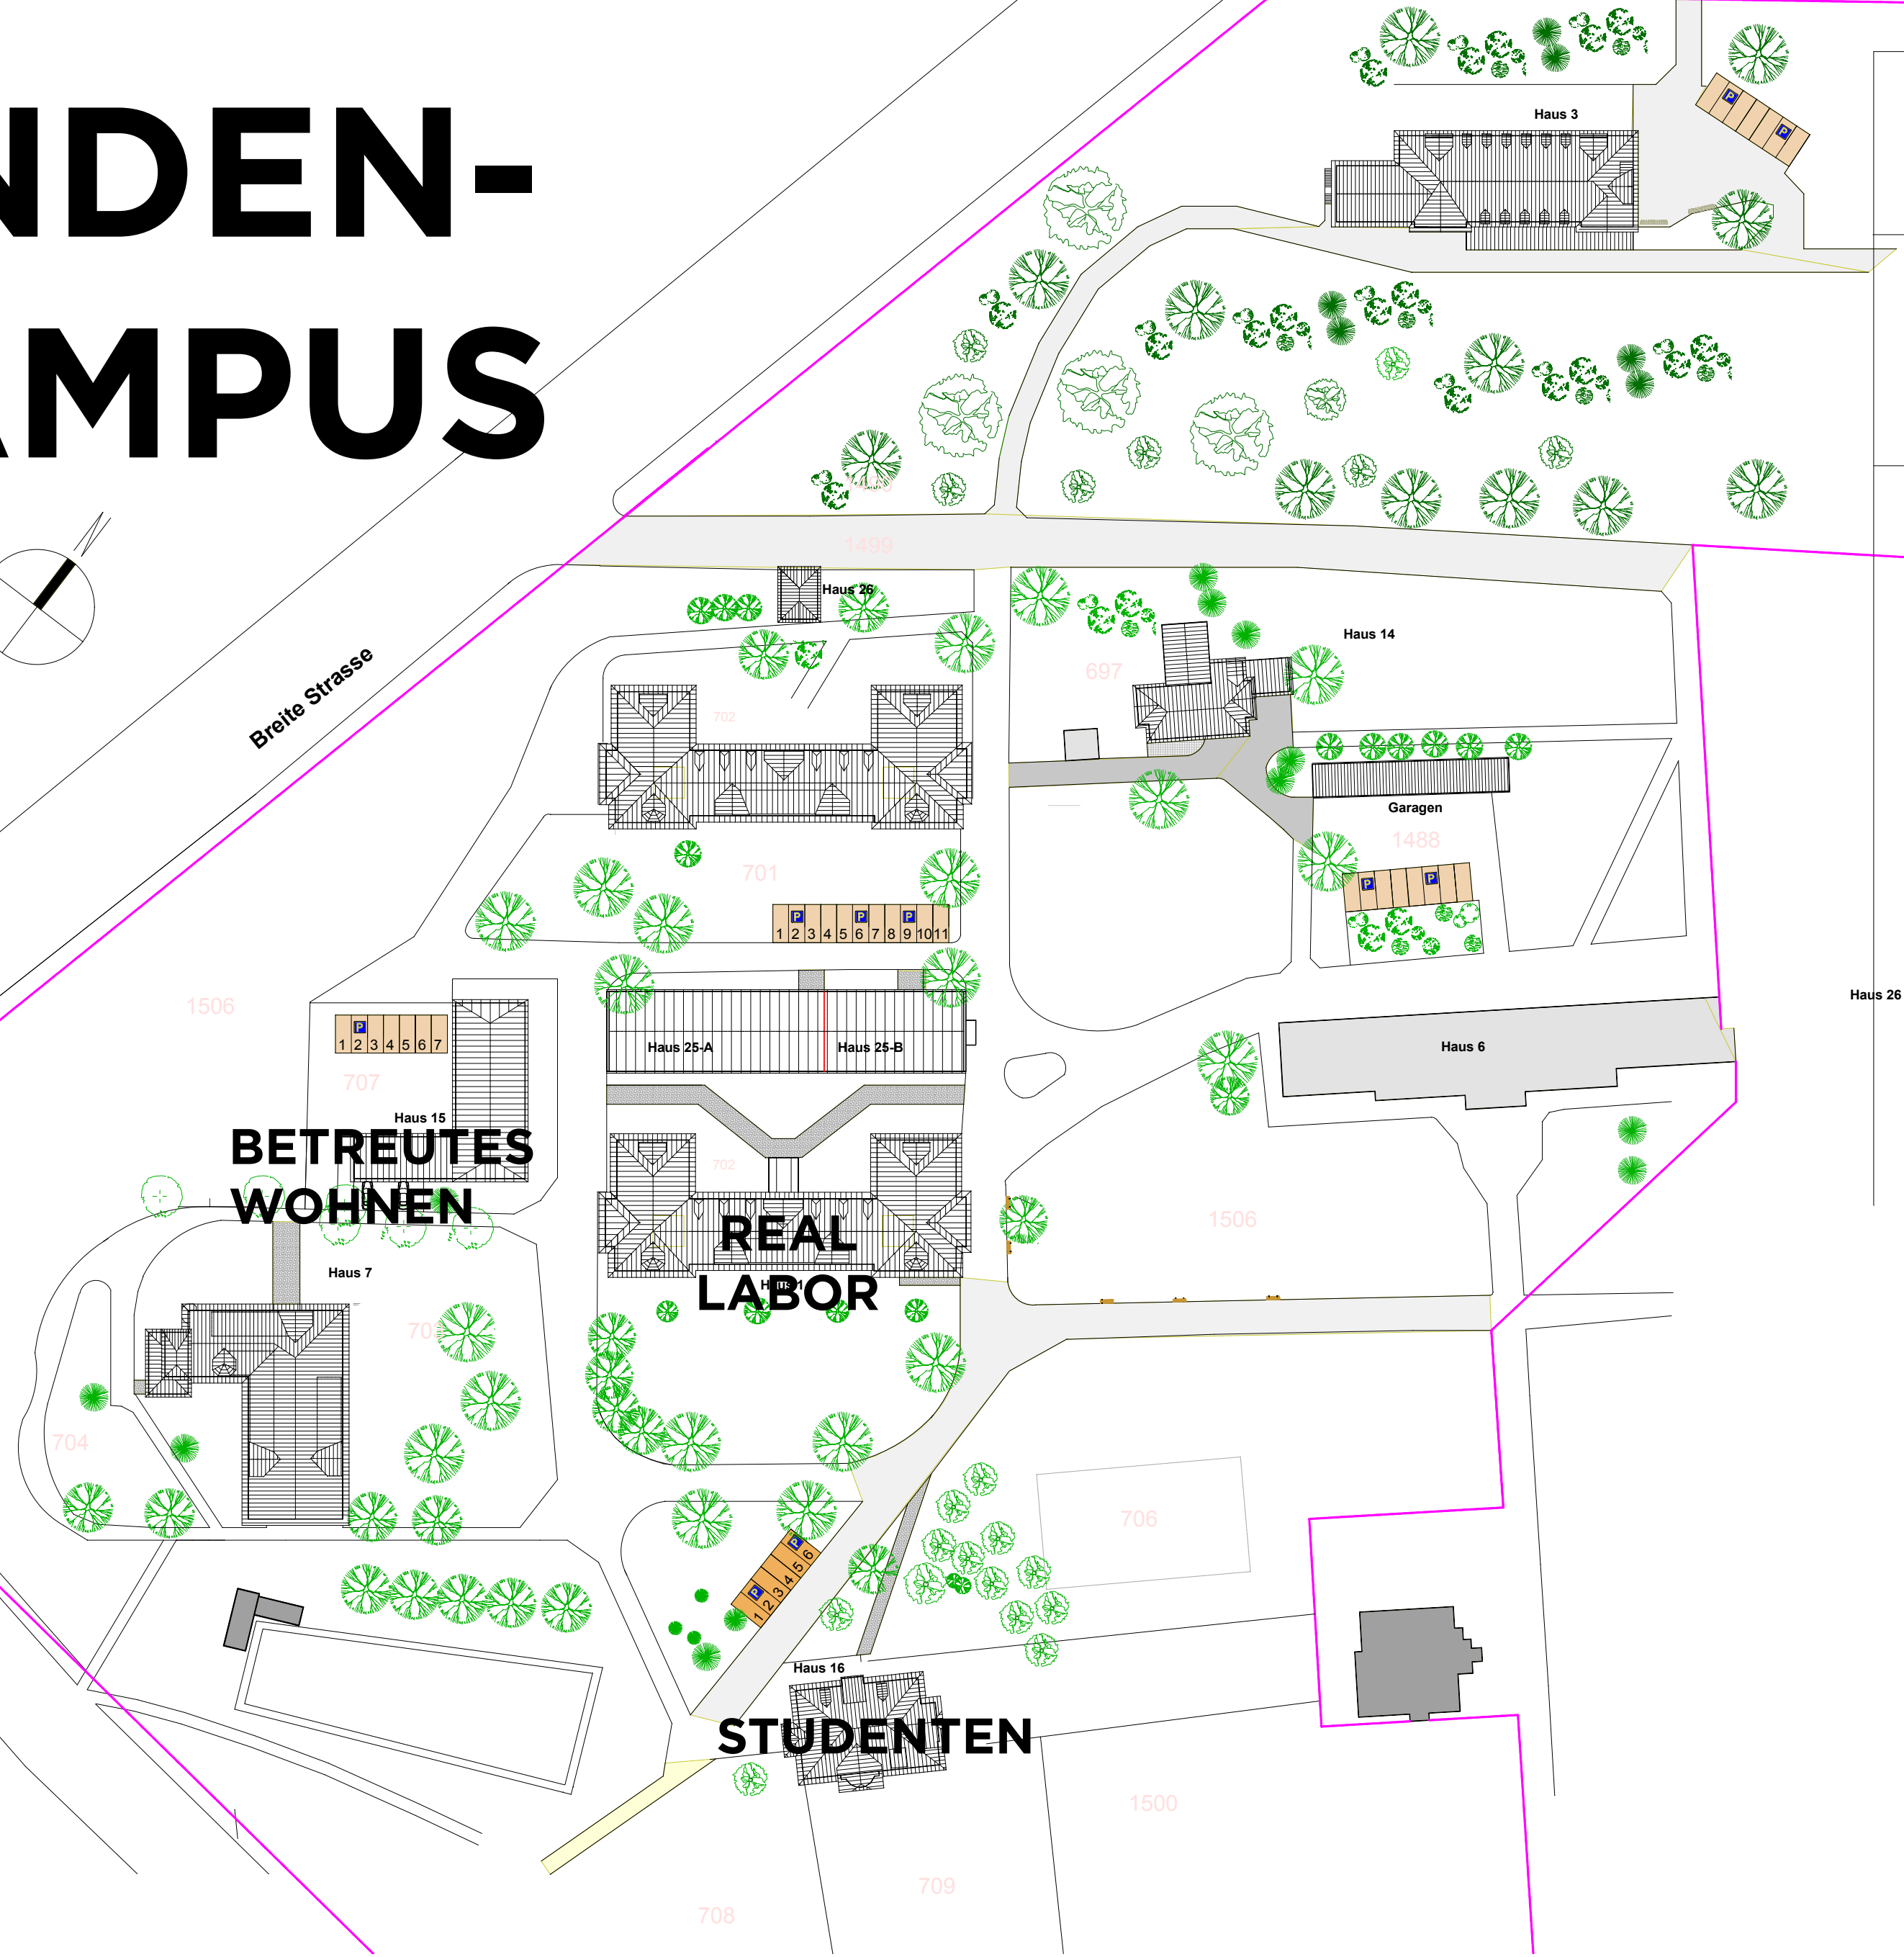 NDEN-
AMPUS
Haus 3
1499
Haus 26
Haus 14
697
Breite Strasse
702
Garagen
1488
701
1 2 3 4 5 6 7 8 9 10 11
P P P
P P
P P
1506
Haus 26
1 2 3 4 5 6 7
P
Haus 25-A
Haus 25-B
Haus 6
707
Haus 15
BETREUTES
WOHNEN
702
REAL
LABOR
Haus 1
1506
Haus 7
703
704
706
P P
1 2 3 4 5 6
Haus 16
STUDENTEN
1500
709
708